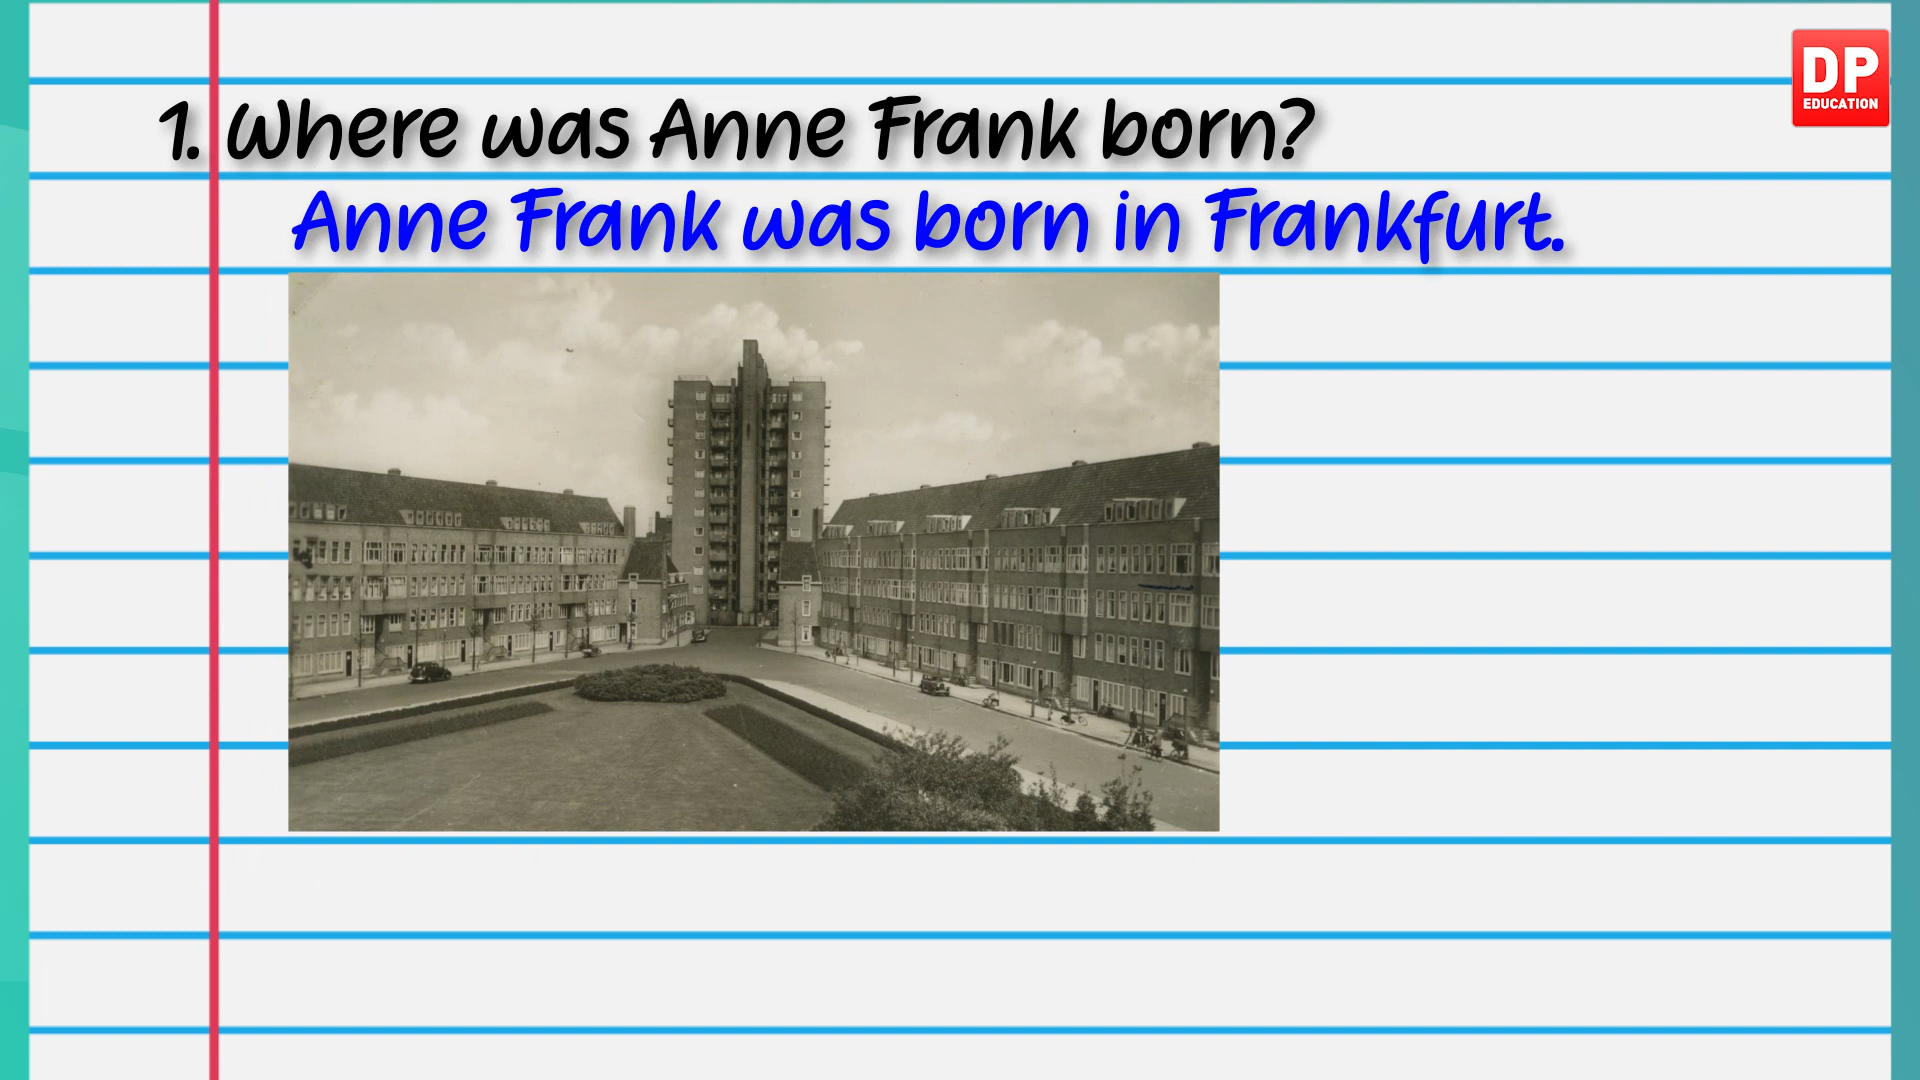 DP
EDUCATION
1. Where was Anne Frank born?
Anne Frank was born in Frankfurt.